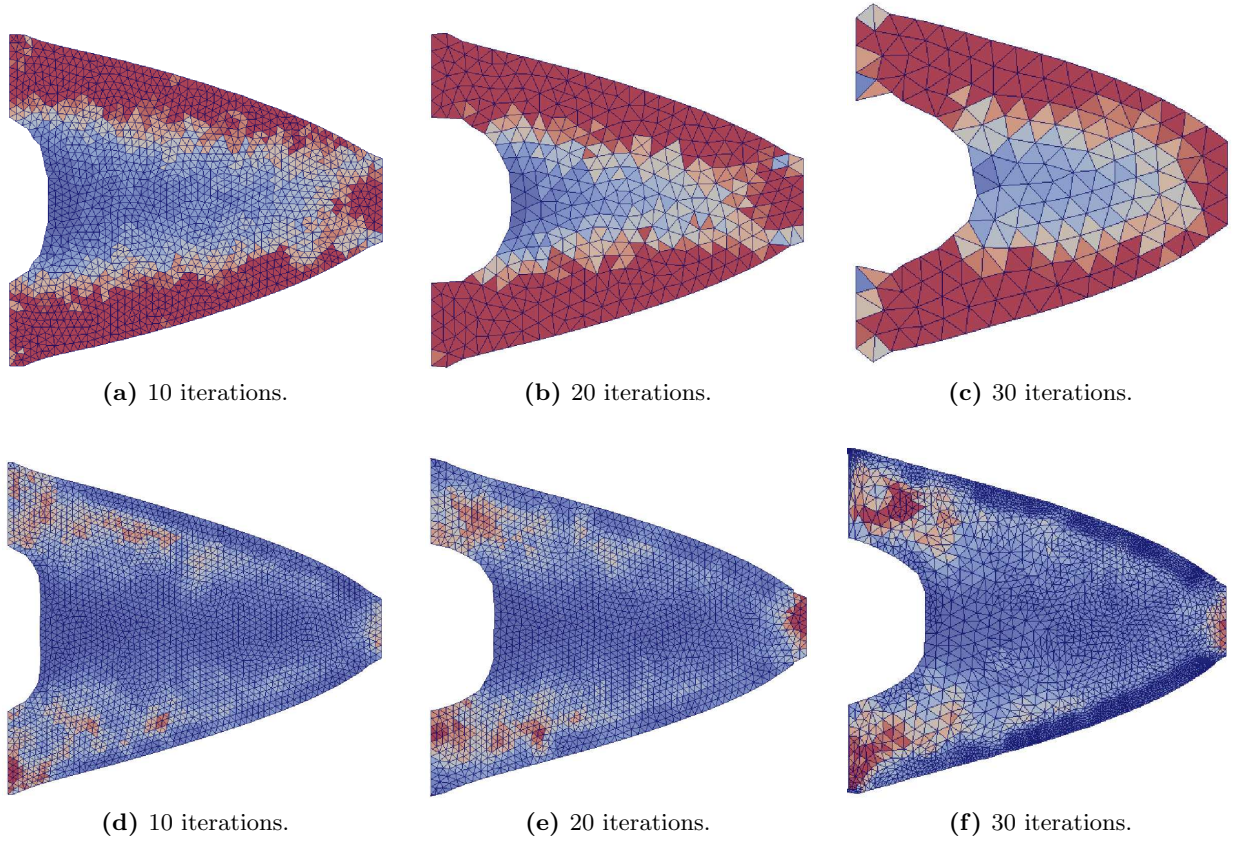 (a) 10 iterations.
(b) 20 iterations.
(c) 30 iterations.
(d) 10 iterations.
(e) 20 iterations.
(f) 30 iterations.